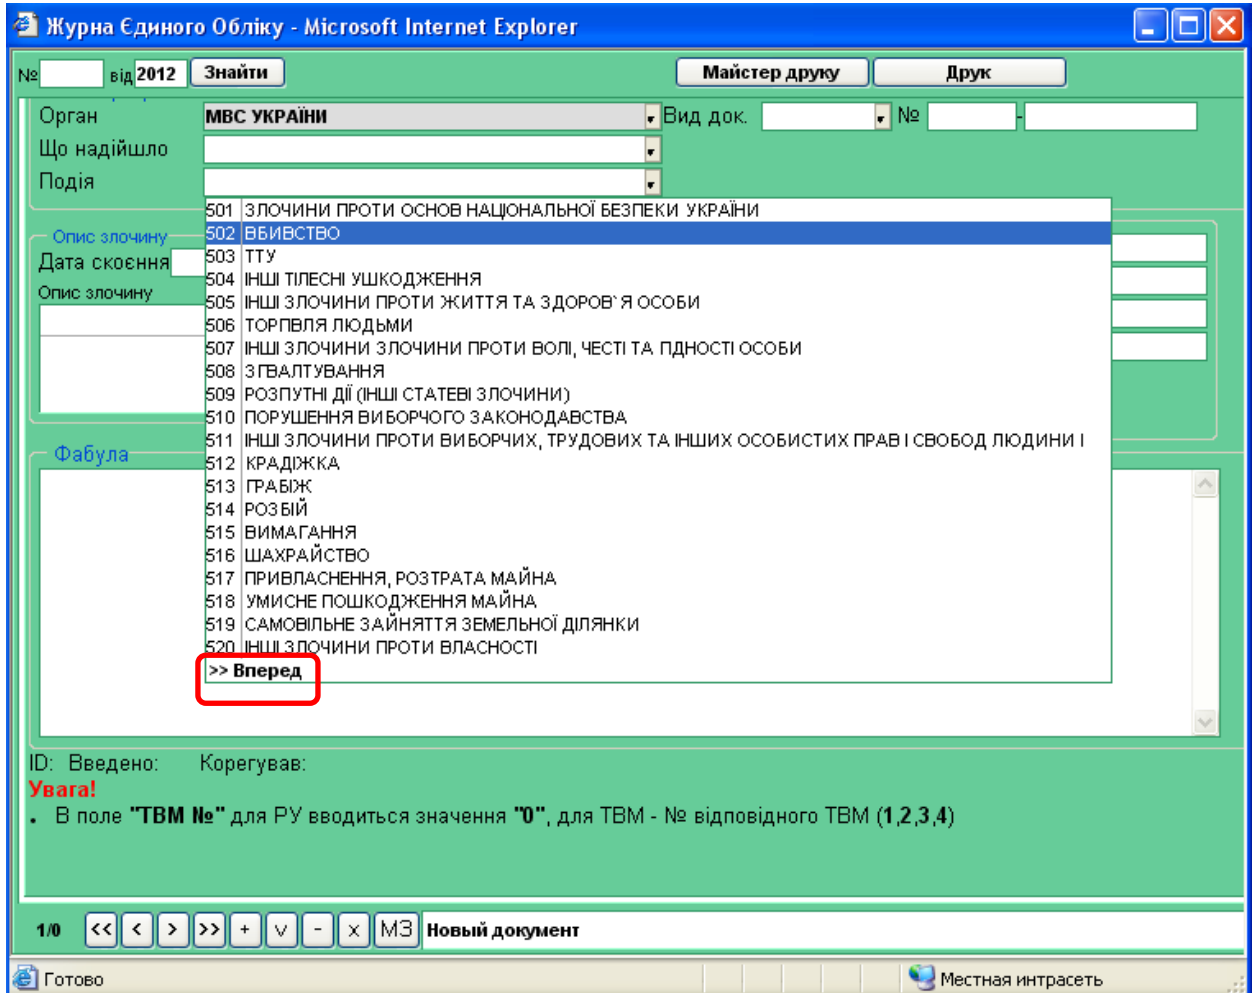 Журна Єдиного Обліку - Microsoft Internet Explorer
№ від 2012 Знайти Майстер друку Друк
Орган МВС УКРАЇНИ Вид док. № -
Що надійшло
Подія
501 ЗЛОЧИНИ ПРОТИ ОСНОВ НАЦІОНАЛЬНОЇ БЕЗПЕКИ УКРАЇНИ
Опис злочину
502 ВБИВСТВО
Дата скоєння
503 ТТУ
504 ІНШІ ТІЛЕСНІ УШКОДЖЕННЯ
Опис злочину
505 ІНШІ ЗЛОЧИНИ ПРОТИ ЖИТТЯ ТА ЗДОРОВ`Я ОСОБИ
506 ТОРГІВЛЯ ЛЮДЬМИ
507 ІНШІ ЗЛОЧИНИ ЗЛОЧИНИ ПРОТИ ВОЛІ, ЧЕСТІ ТА ГІДНОСТІ ОСОБИ
508 ЗГВАЛТУВАННЯ
509 РОЗПУТНІ ДІЇ (ІНШІ СТАТЕВІ ЗЛОЧИНИ)
510 ПОРУШЕННЯ ВИБОРЧОГО ЗАКОНОДАВСТВА
511 ІНШІ ЗЛОЧИНИ ПРОТИ ВИБОРЧИХ, ТРУДОВИХ ТА ІНШИХ ОСОБИСТИХ ПРАВ І СВОБОД ЛЮДИНИ І
Фабула
512 КРАДІЖКА
513 ГРАБІЖ
514 РОЗБІЙ
515 ВИМАГАННЯ
516 ШАХРАЙСТВО
517 ПРИВЛАСНЕННЯ, РОЗТРАТА МАЙНА
518 УМИСНЕ ПОШКОДЖЕННЯ МАЙНА
519 САМОВІЛЬНЕ ЗАЙНЯТТЯ ЗЕМЕЛЬНОЇ ДІЛЯНКИ
520 ІНШІ ЗЛОЧИНИ ПРОТИ ВЛАСНОСТІ
>> Вперед
ID: Введено: Корегував:
Увага!
• В поле "ТВМ №" для РУ вводиться значення "0", для ТВМ - № відповідного ТВМ (1,2,3,4)
1/0 << < > >> + v - x МЗ Новый документ
Готово Местная интрасеть